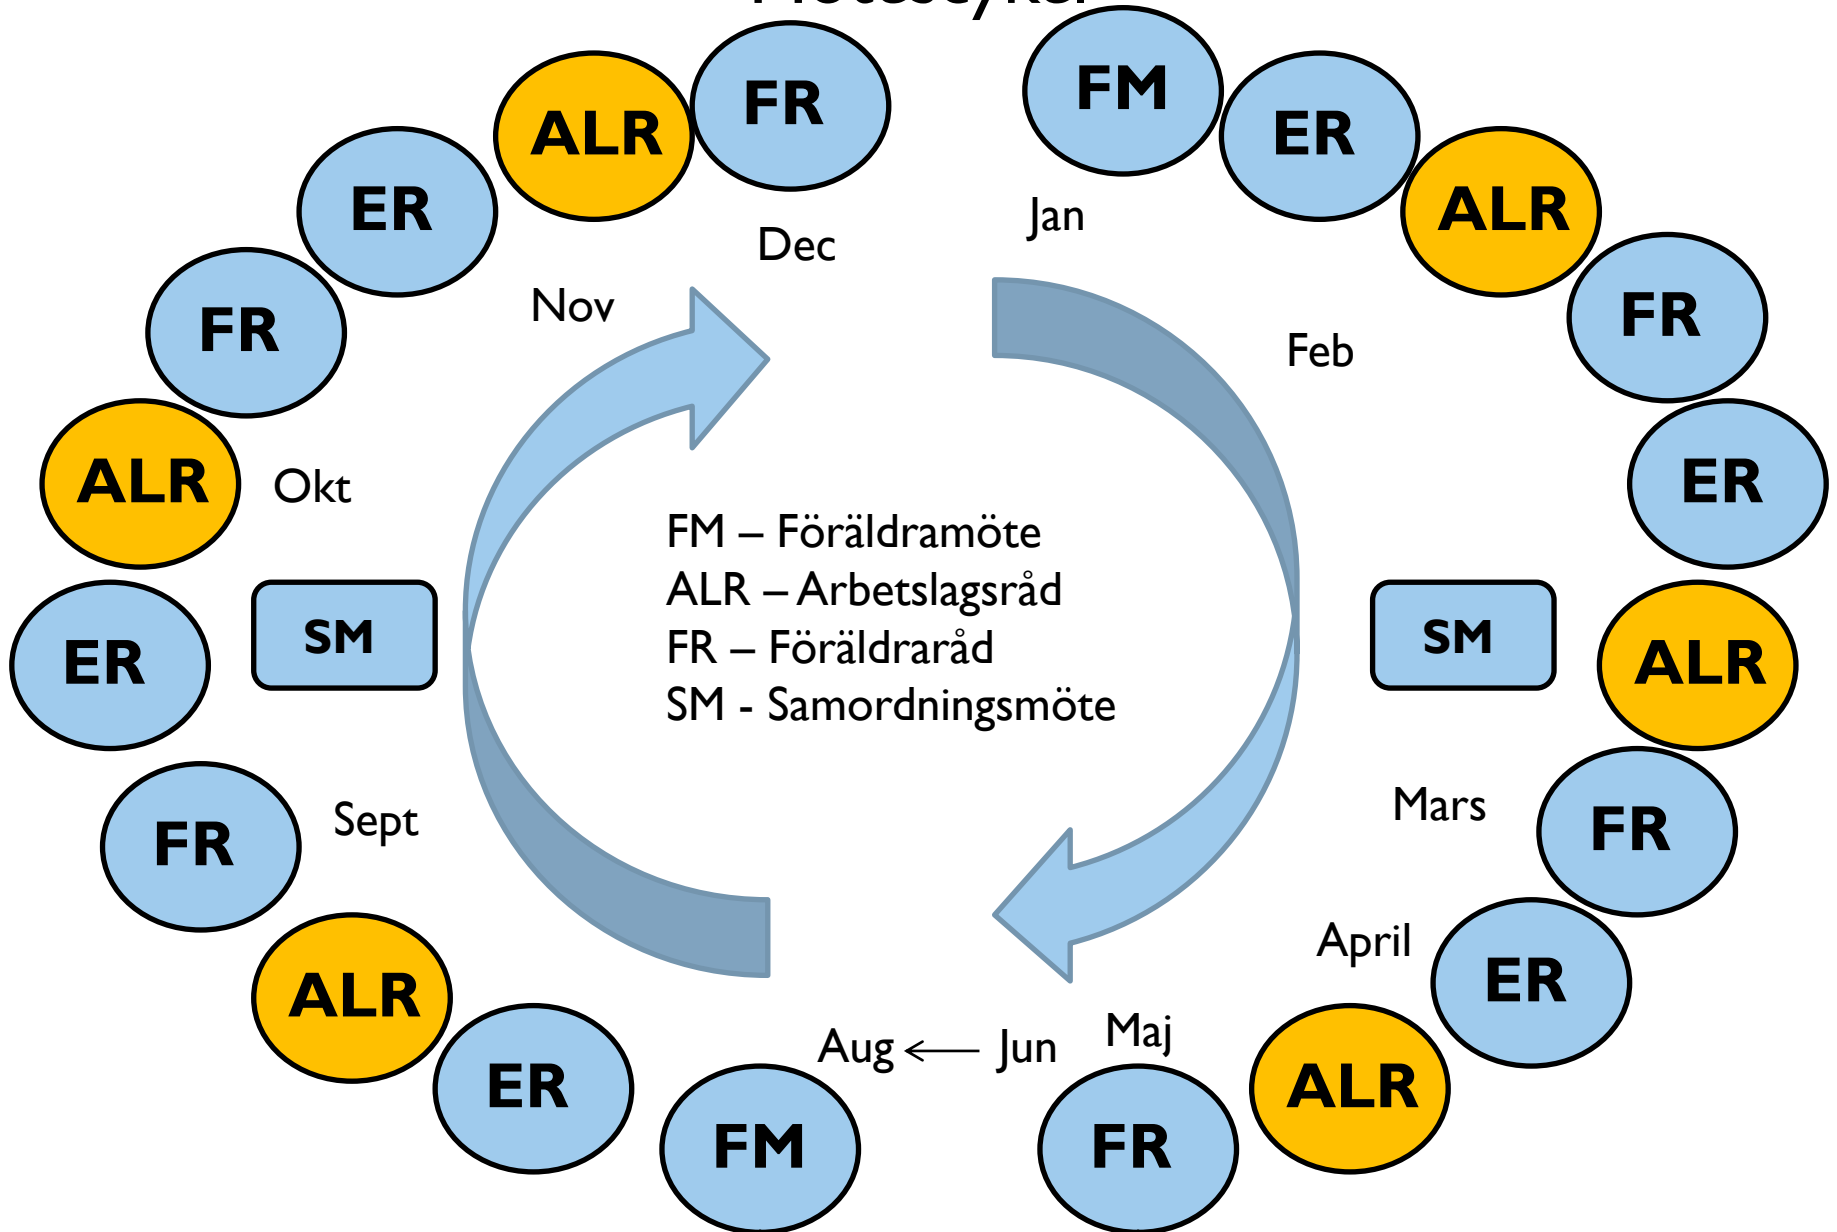 FM
ER
ALR
FR
ER
ALR
FR
ER
ALR
FR
FM
ER
ALR
FR
ER
ALR
FR
ER
ALR
FR
Jan
Feb
Mars
April
Maj
Jun
Aug
Sept
Okt
Nov
Dec
SM
SM
FM – Föräldramöte
ALR – Arbetslagsråd
FR – Föräldraråd
SM - Samordningsmöte